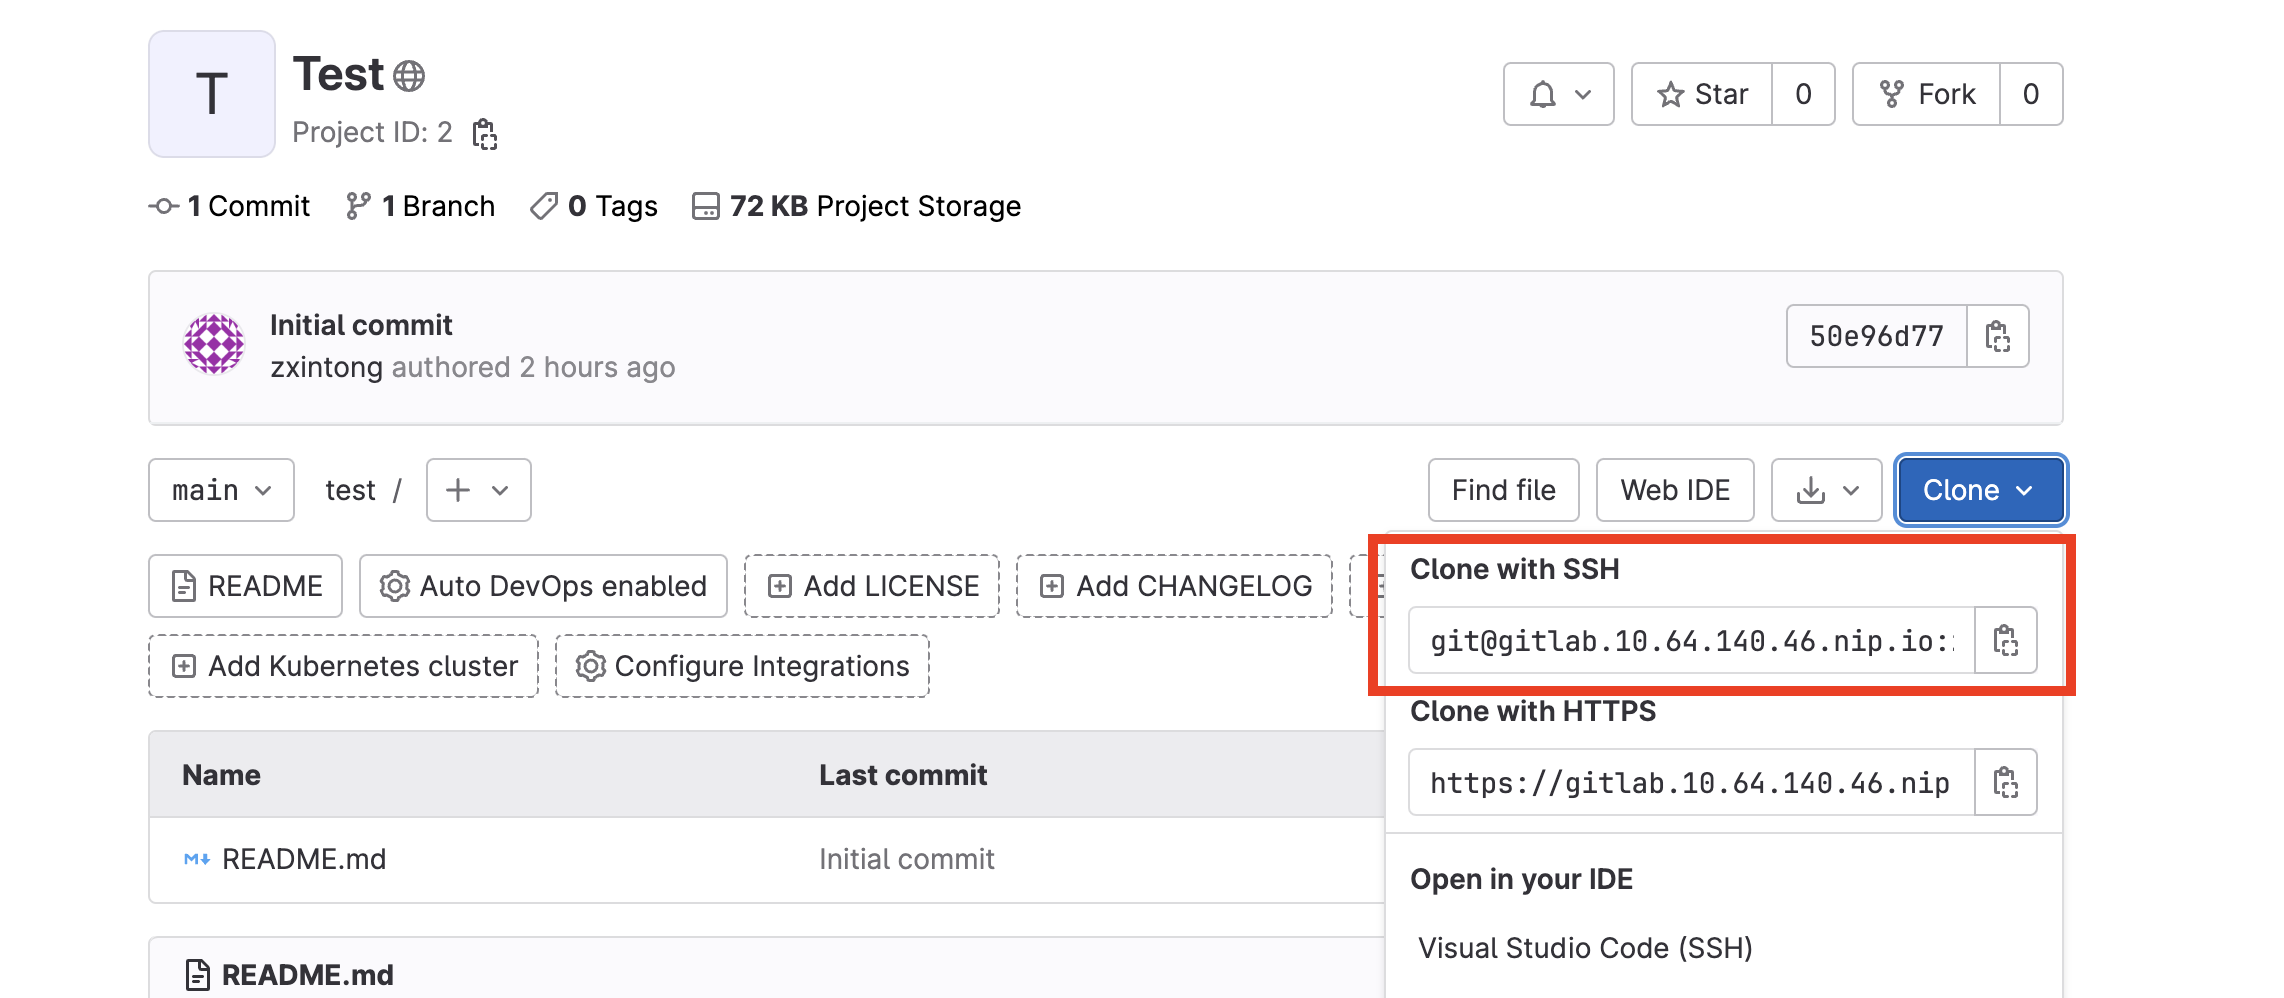 T
Test
Project ID: 2
Star 0
Fork 0
1 Commit 1 Branch 0 Tags 72 KB Project Storage
Initial commit
zxintong authored 2 hours ago
50e96d77
main test / Find file Web IDE Clone
README Auto DevOps enabled Add LICENSE Add CHANGELOG
Add Kubernetes cluster Configure Integrations
Clone with SSH
git@gitlab.10.64.140.46.nip.io:
Clone with HTTPS
https://gitlab.10.64.140.46.nip
Open in your IDE
Visual Studio Code (SSH)
Name Last commit
README.md Initial commit
README.md